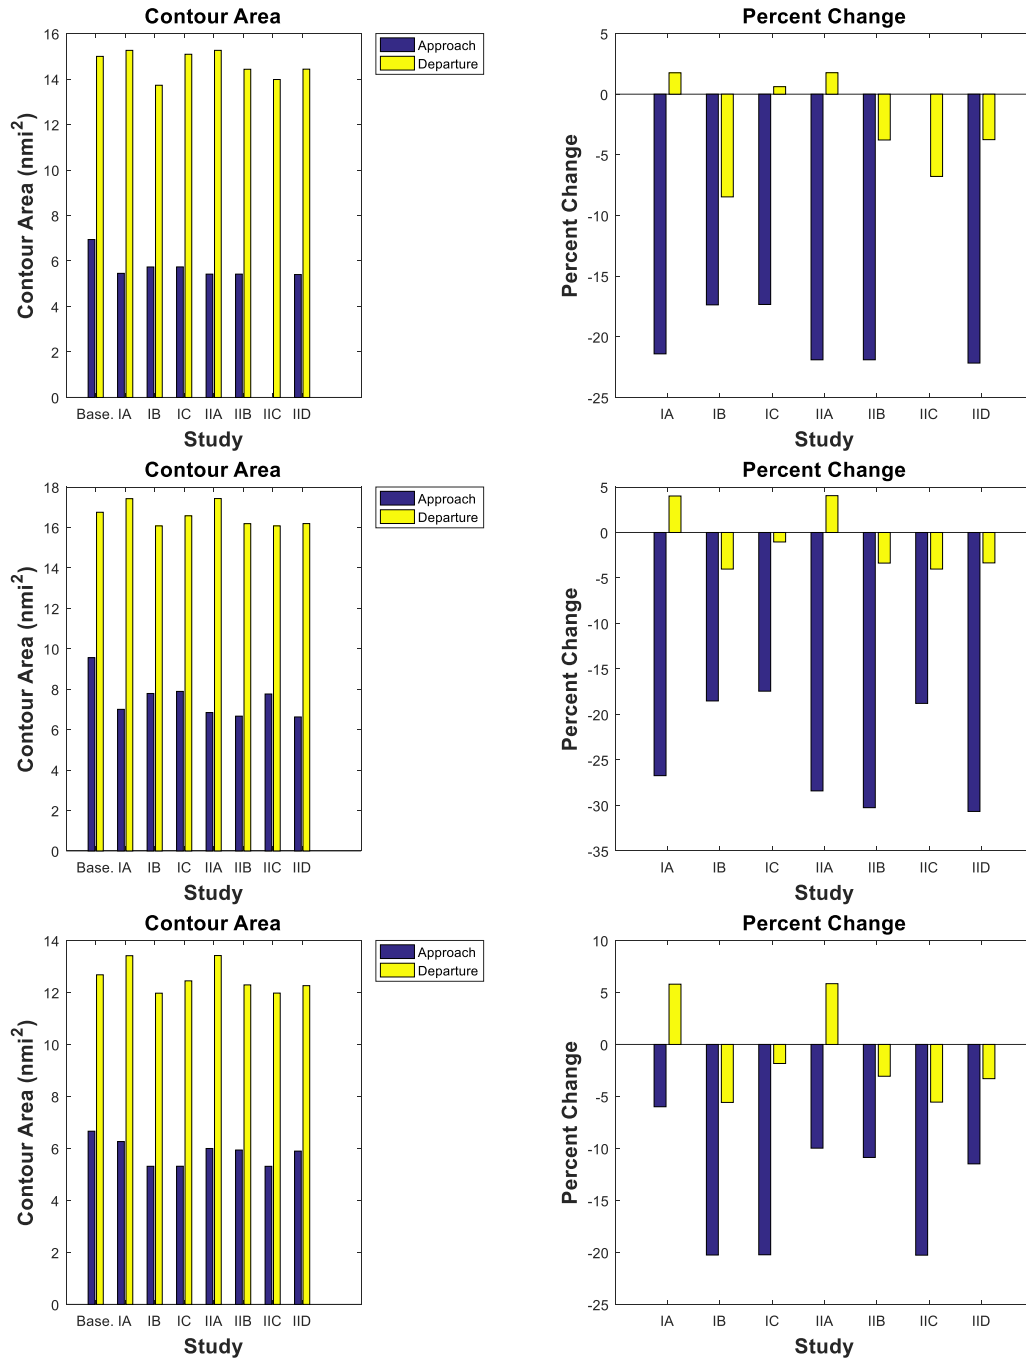 Contour Area
16
14
12
10
8
6
4
2
0
Contour Area (nmi²)
Base. IA IB IC IIA IIB IIC IID
Study
Approach
Departure
Percent Change
5
0
-5
-10
-15
-20
-25
Percent Change
IA IB IC IIA IIB IIC IID
Study
Contour Area
18
16
14
12
10
8
6
4
2
0
Contour Area (nmi²)
Base. IA IB IC IIA IIB IIC IID
Study
Approach
Departure
Percent Change
5
0
-5
-10
-15
-20
-25
-30
-35
Percent Change
IA IB IC IIA IIB IIC IID
Study
Contour Area
14
12
10
8
6
4
2
0
Contour Area (nmi²)
Base. IA IB IC IIA IIB IIC IID
Study
Approach
Departure
Percent Change
10
5
0
-5
-10
-15
-20
-25
Percent Change
IA IB IC IIA IIB IIC IID
Study